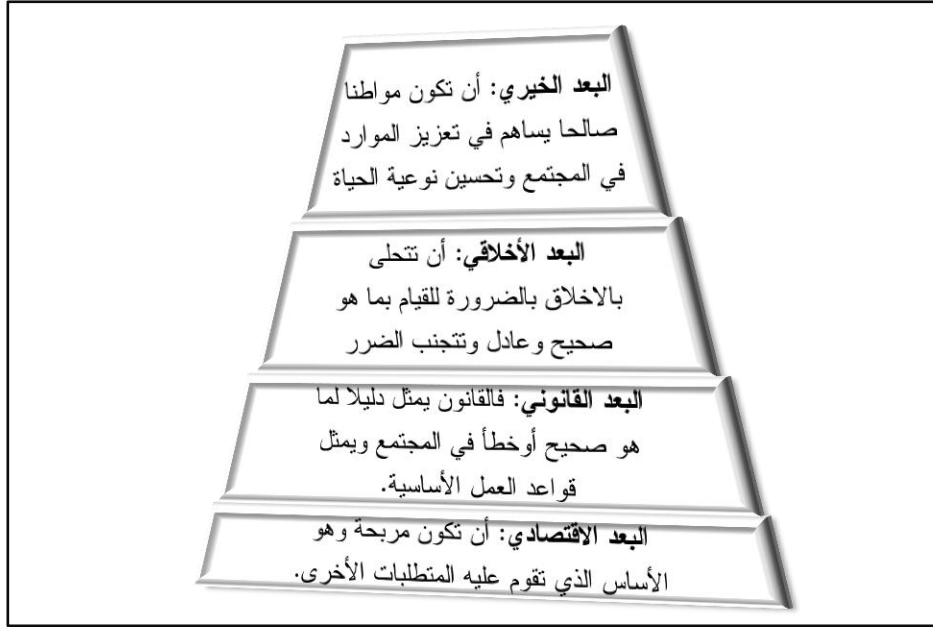 البعد الخيري: أن تكون مواطنا
صالحا يساهم في تعزيز الموارد
في المجتمع وتحسين نوعية الحياة
البعد الأخلاقي: أن تتحلى
بالاخلاق بالضرورة للقيام بما هو
صحيح وعادل وتتجنب الضرر
البعد القانوني: فالقانون يمثل دليلا لما
هو صحيح أوخطأ في المجتمع ويمثل
قواعد العمل الأساسية.
البعد الاقتصادي: أن تكون مربحة وهو
الأساس الذي تقوم عليه المتطلبات الأخرى.